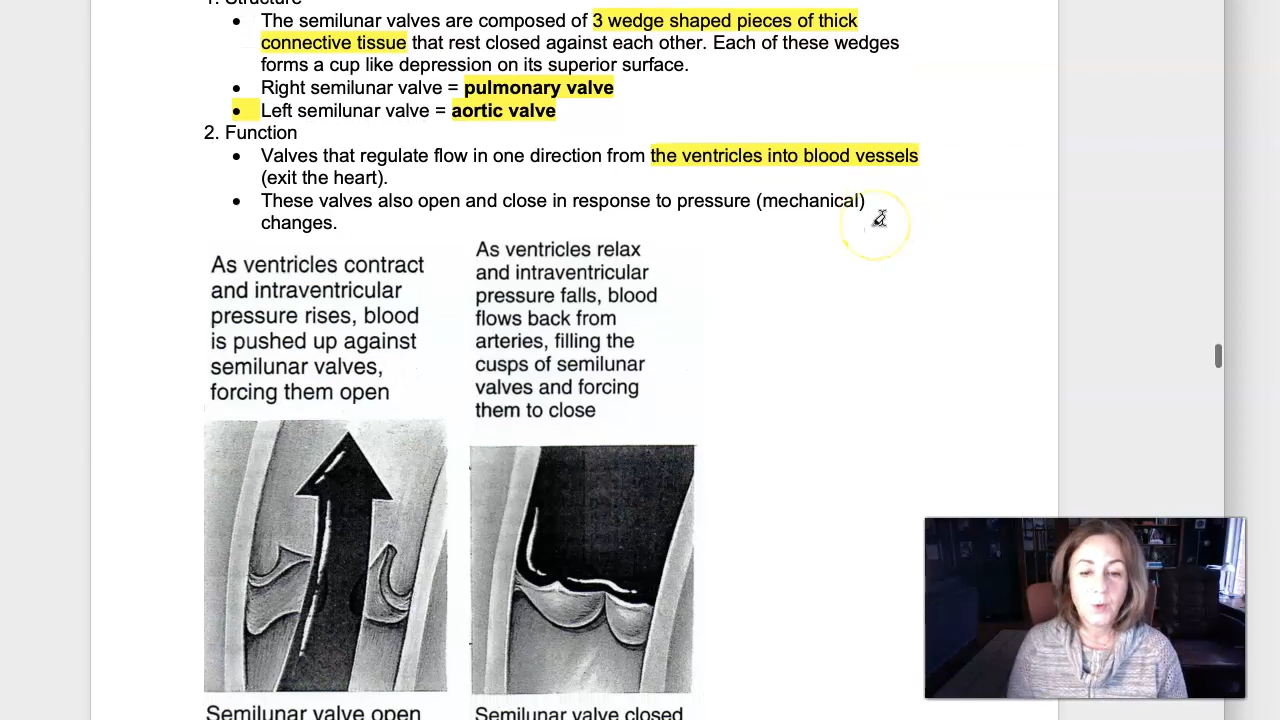 1. Structure
• The semilunar valves are composed of 3 wedge shaped pieces of thick
connective tissue that rest closed against each other. Each of these wedges
forms a cup like depression on its superior surface.
• Right semilunar valve = pulmonary valve
• Left semilunar valve = aortic valve
2. Function
• Valves that regulate flow in one direction from the ventricles into blood vessels
(exit the heart).
• These valves also open and close in response to pressure (mechanical)
changes.
As ventricles contract
and intraventricular
pressure rises, blood
is pushed up against
semilunar valves,
forcing them open
As ventricles relax
and intraventricular
pressure falls, blood
flows back from
arteries, filling the
cusps of semilunar
valves and forcing
them to close
Semilunar valve open
Semilunar valve closed